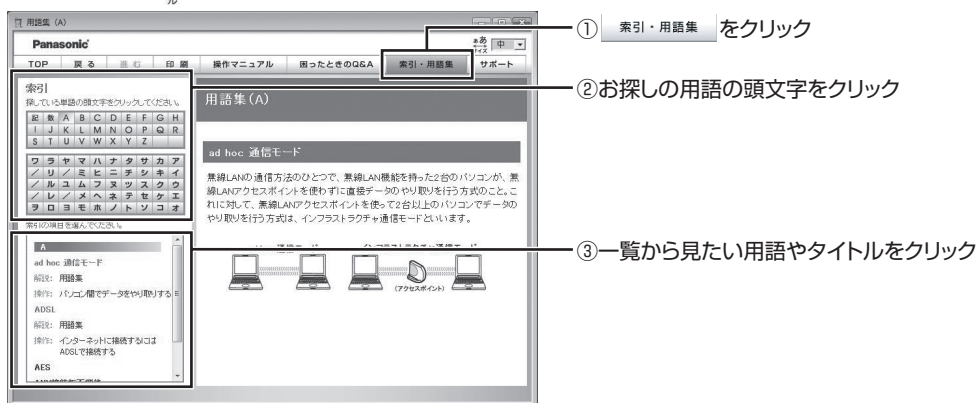 ル
用語集 (A)
Panasonic
中
TOP 戻る 進む 印刷 操作マニュアル 困ったときのQ&A 索引・用語集 サポート
索引
探している単語の頭文字をクリックしてください。
記 数 A B C D E F G H
I J K L M N O P Q R
S T U V W X Y Z
ワ ラ ヤ マ ハ ナ タ サ カ ア
／ リ ／ ミ ヒ ニ チ シ キ イ
／ ル ユ ム フ ヌ ツ ス ク ウ
／ レ ／ メ ヘ ネ テ セ ケ エ
ヲ ロ ヨ モ ホ ノ ト ソ コ オ
索引の項目を選んでください。
A
ad hoc 通信モード
解説: 用語集
操作: パソコン間でデータをやり取りする
ADSL
解説: 用語集
操作: インターネットに接続するには
ADSLで接続する
AES
用語集(A)
ad hoc 通信モード
無線LANの通信方法のひとつで、無線LAN機能を持った2台のパソコンが、無
線LANアクセスポイントを使わずに直接データのやり取りを行う方式のこと。こ
れに対して、無線LANアクセスポイントを使って2台以上のパソコンでデータの
やり取りを行う方式は、インフラストラクチャ通信モードといいます。
(アクセスポイント)
① 索引・用語集 をクリック
②お探しの用語の頭文字をクリック
③一覧から見たい用語やタイトルをクリック